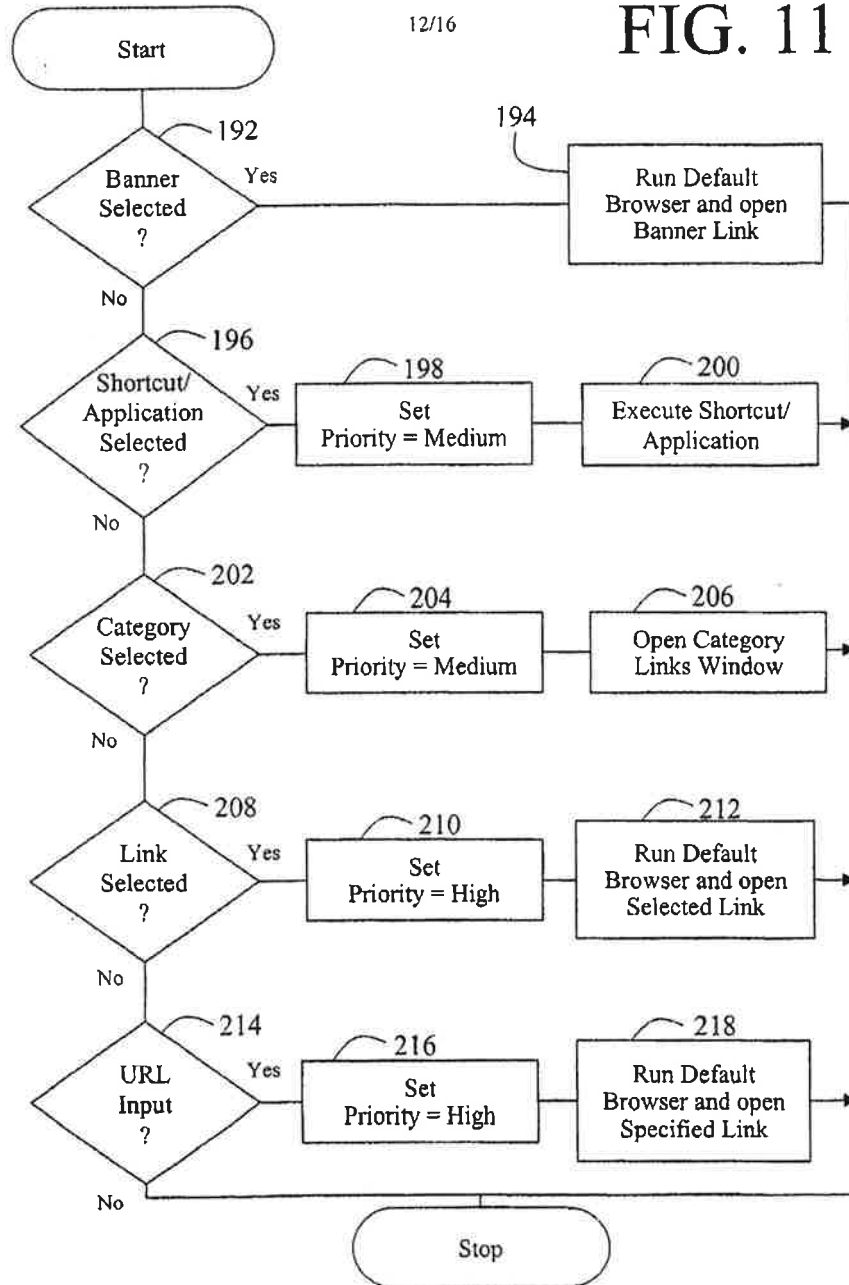 12/16
FIG. 11
Start
192
Banner
Selected
?
Yes
No
194
Run Default
Browser and open
Banner Link
196
Shortcut/
Application
Selected
?
Yes
No
198
Set
Priority = Medium
200
Execute Shortcut/
Application
202
Category
Selected
?
Yes
No
204
Set
Priority = Medium
206
Open Category
Links Window
208
Link
Selected
?
Yes
No
210
Set
Priority = High
212
Run Default
Browser and open
Selected Link
214
URL
Input
?
Yes
No
216
Set
Priority = High
218
Run Default
Browser and open
Specified Link
Stop